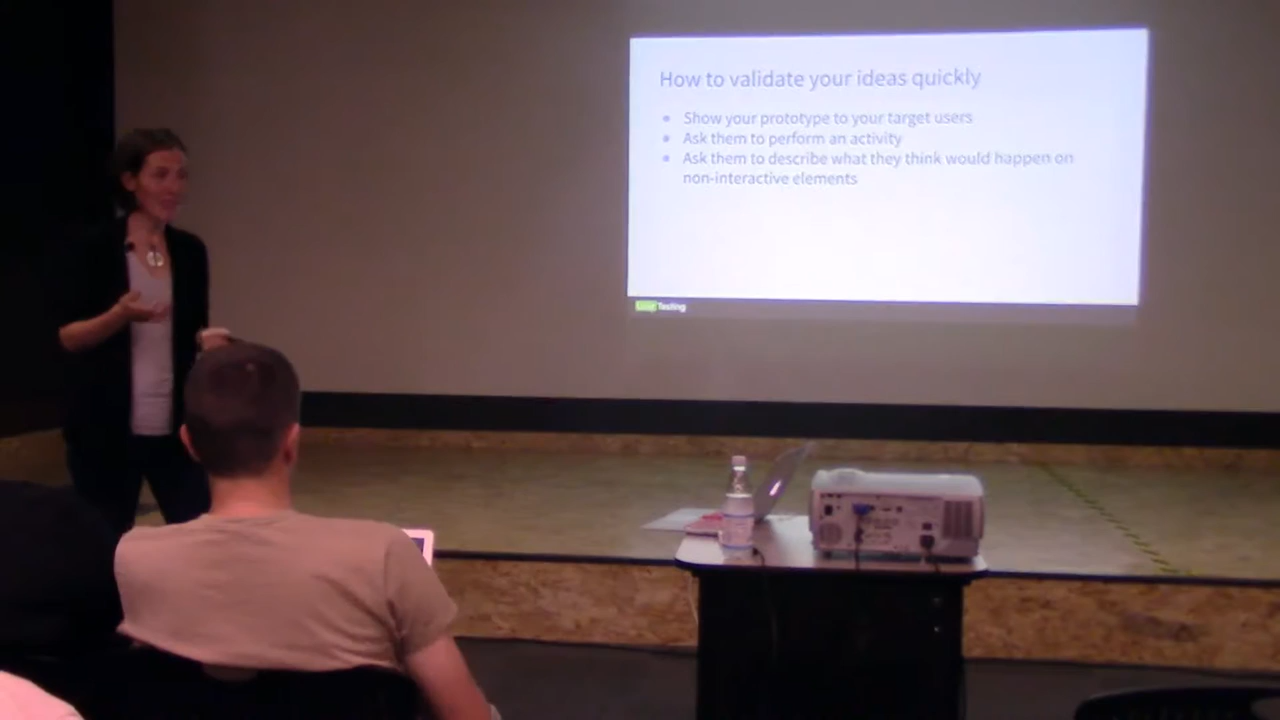 How to validate your ideas quickly
Show your prototype to your target users
Ask them to perform an activity
Ask them to describe what they think would happen on
non-interactive elements
Testing